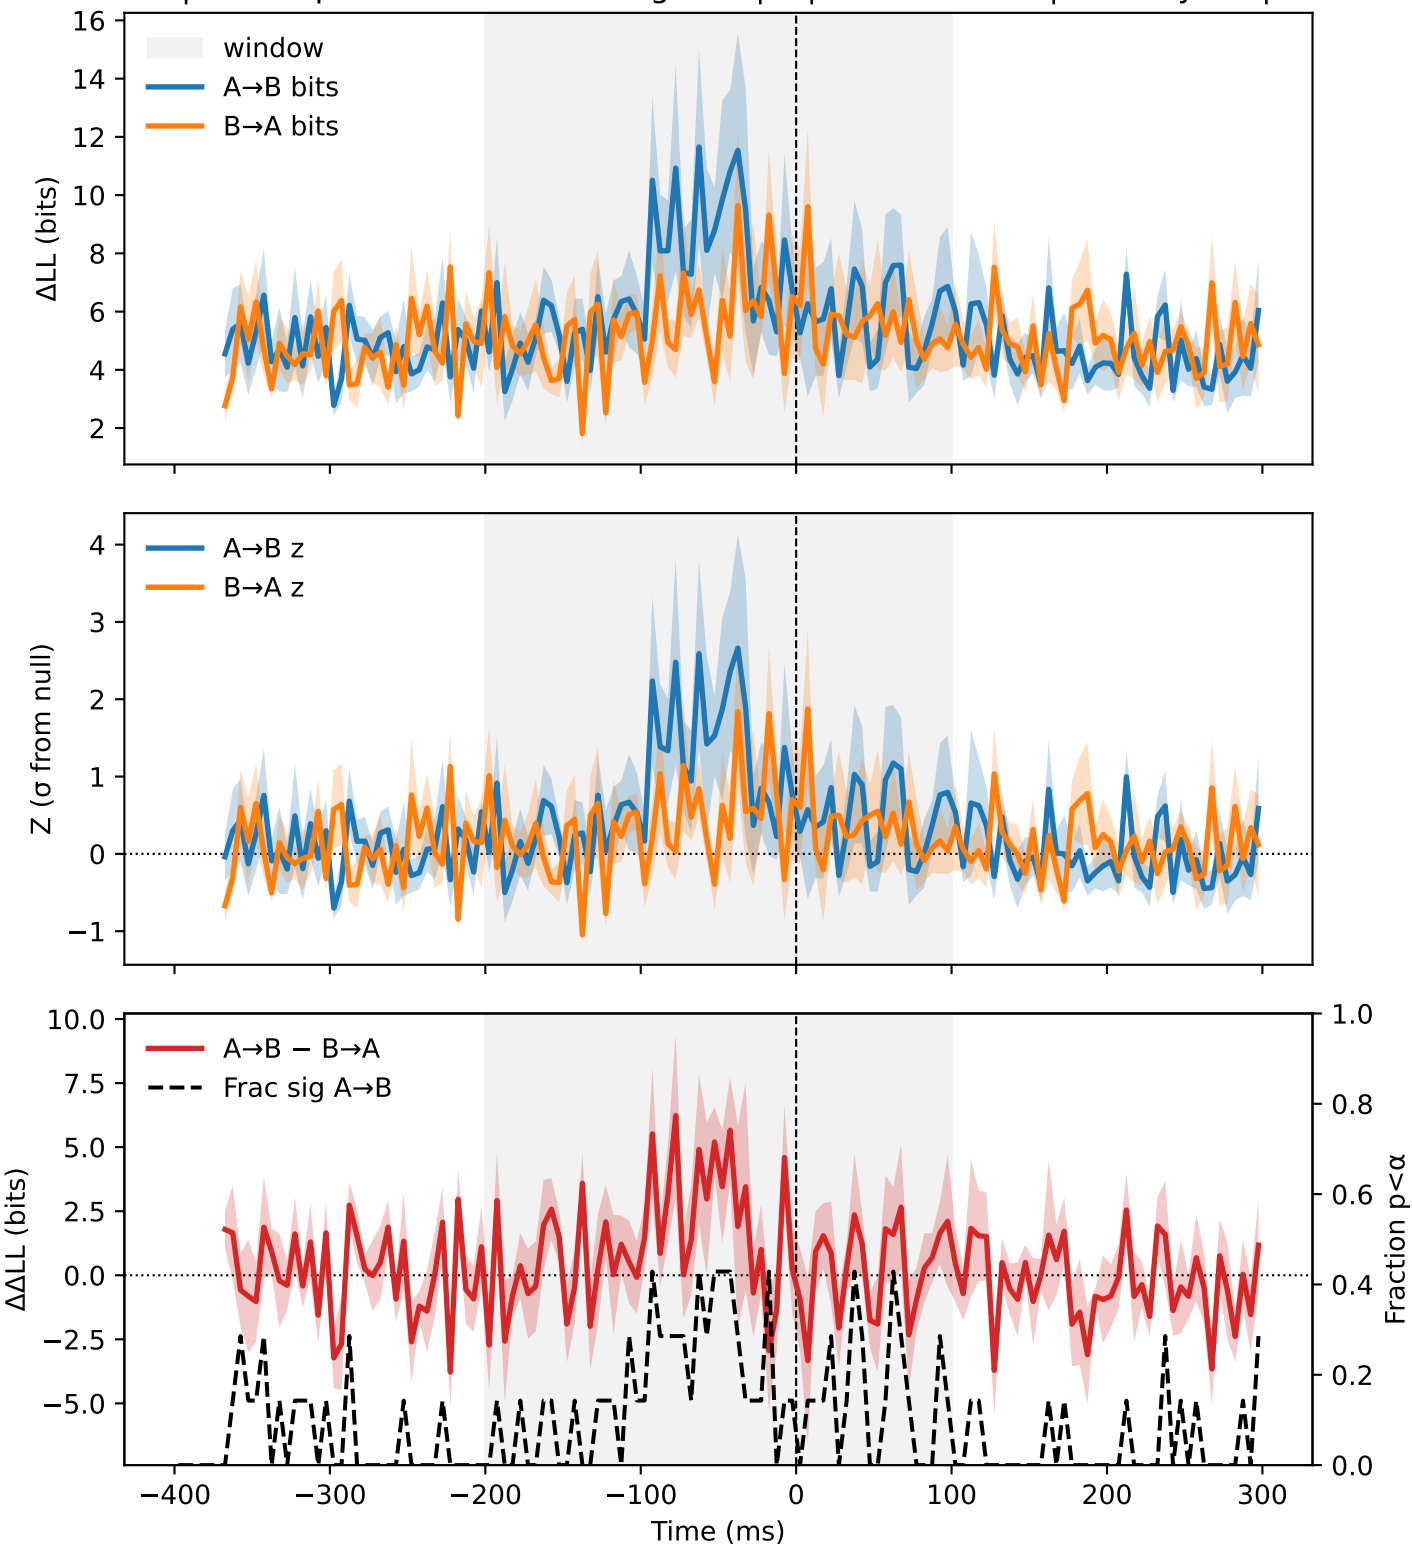 16
14
12
10
8
6
4
2
ΔLL (bits)
window
A→B bits
B→A bits
4
3
2
1
0
−1
Z (σ from null)
A→B z
B→A z
10.0
7.5
5.0
2.5
0.0
−2.5
−5.0
ΔΔLL (bits)
A→B − B→A
Frac sig A→B
1.0
0.8
0.6
0.4
0.2
0.0
Fraction p<α
−400 −300 −200 −100 0 100 200 300
Time (ms)